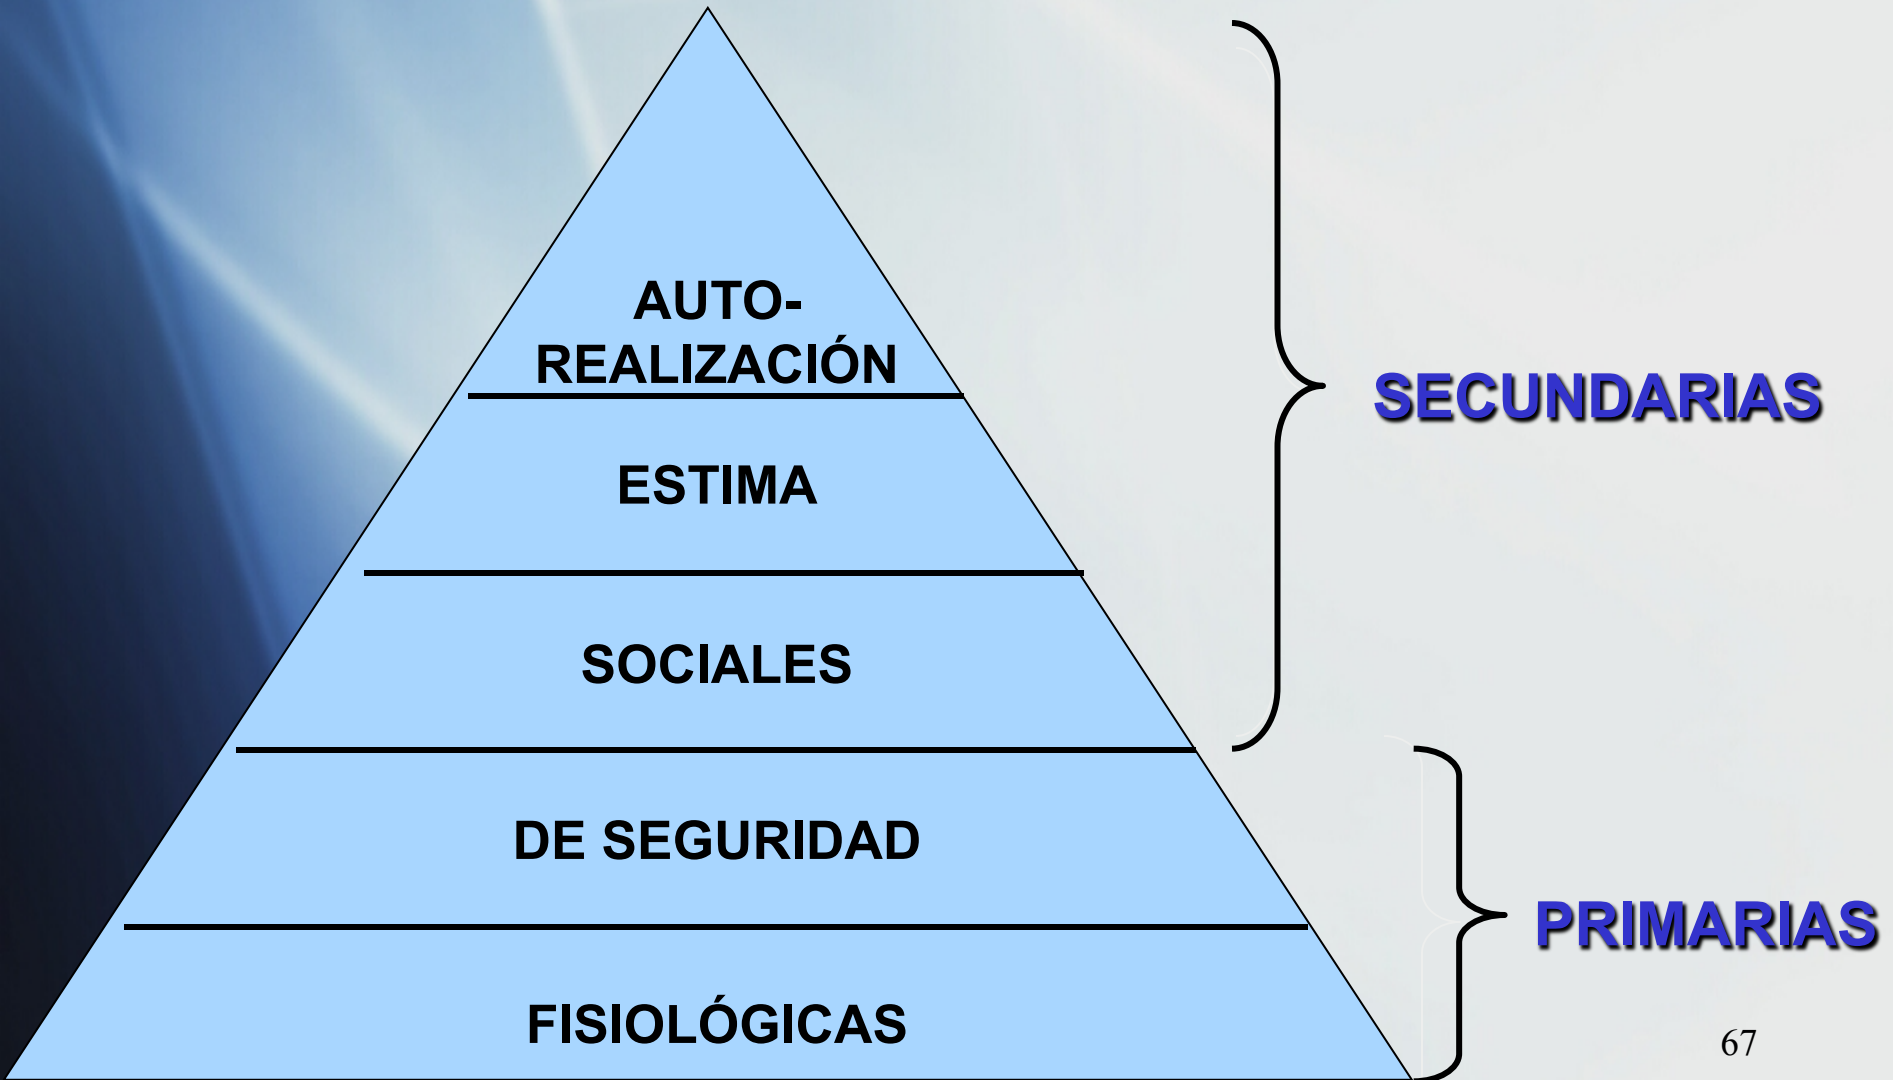 AUTO-
REALIZACIÓN
ESTIMA
SOCIALES
DE SEGURIDAD
FISIOLÓGICAS
SECUNDARIAS
PRIMARIAS
67